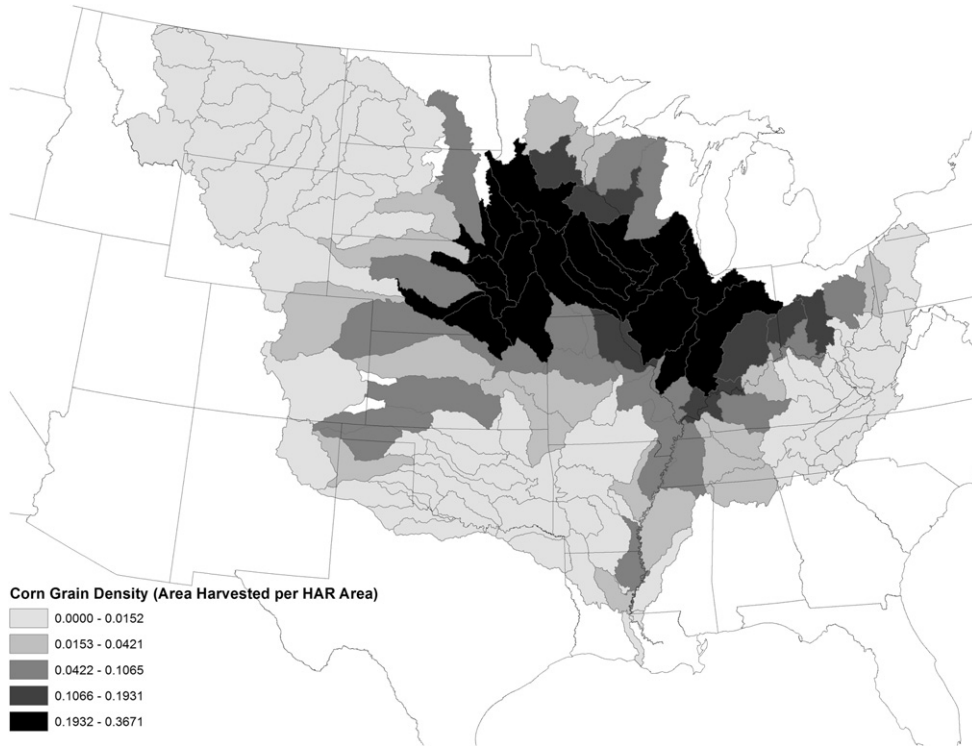 Corn Grain Density (Area Harvested per HAR Area)
0.0000 - 0.0152
0.0153 - 0.0421
0.0422 - 0.1065
0.1066 - 0.1931
0.1932 - 0.3671